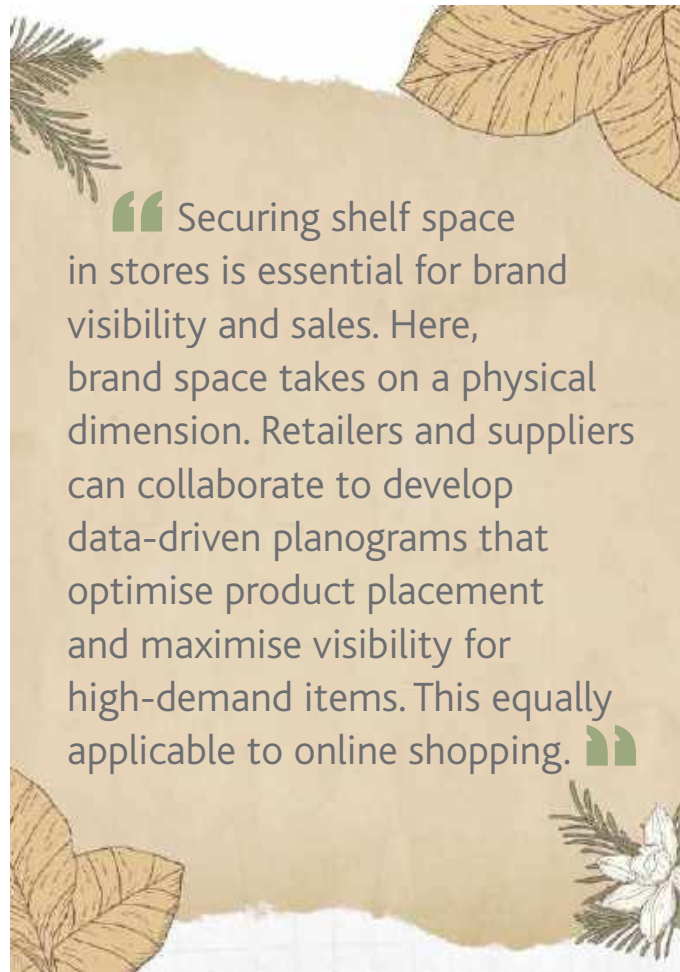 “ Securing shelf space
in stores is essential for brand
visibility and sales. Here,
brand space takes on a physical
dimension. Retailers and suppliers
can collaborate to develop
data-driven planograms that
optimise product placement
and maximise visibility for
high-demand items. This equally
applicable to online shopping. ”